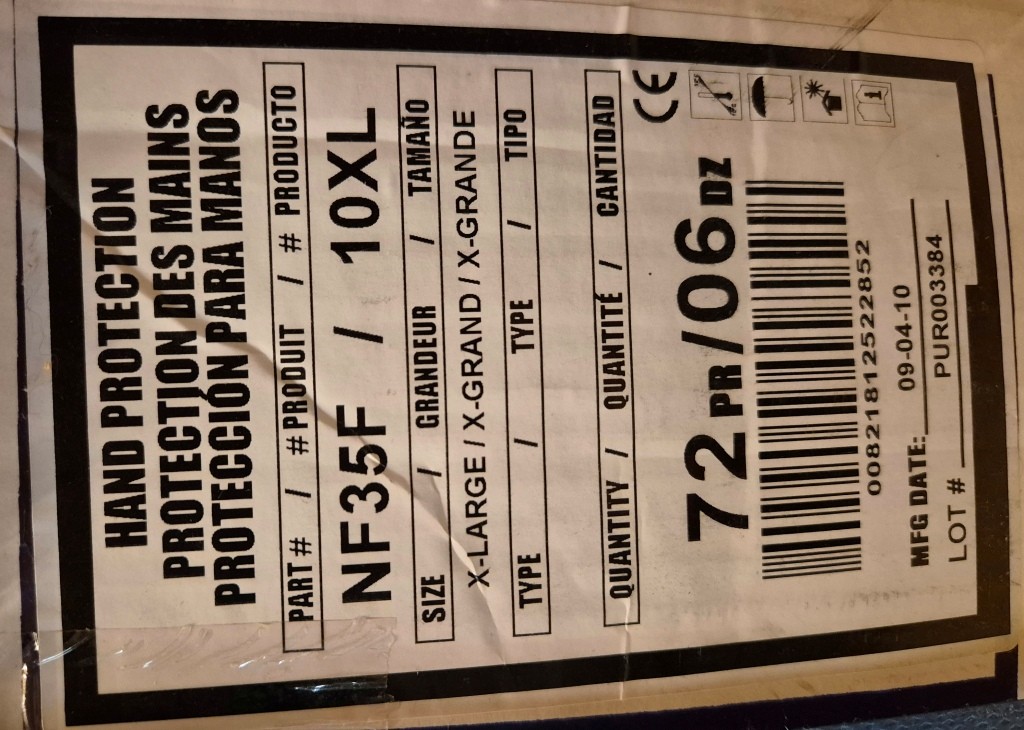 HAND PROTECTION
PROTECTION DES MAINS
PROTECCIÓN PARA MANOS
PART # / # PRODUIT / # PRODUCTO
NF35F / 10XL
SIZE / GRANDEUR / TAMAÑO
X-LARGE / X-GRAND / X-GRANDE
TYPE / TYPE / TIPO
QUANTITY / QUANTITÉ / CANTIDAD
CE
72 PR / 06 DZ
00821812522852
MFG DATE: 09-04-10
LOT # PUR003384